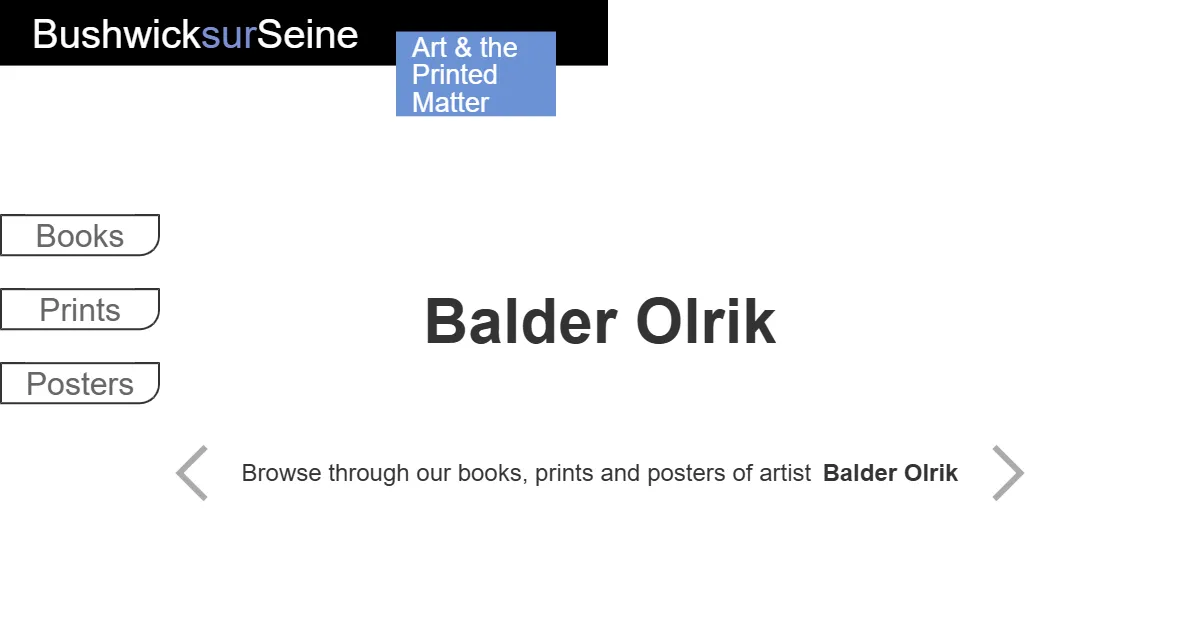 BushwicksurSeine
Art & the
Printed
Matter
Books
Prints
Posters
Balder Olrik
Browse through our books, prints and posters of artist Balder Olrik